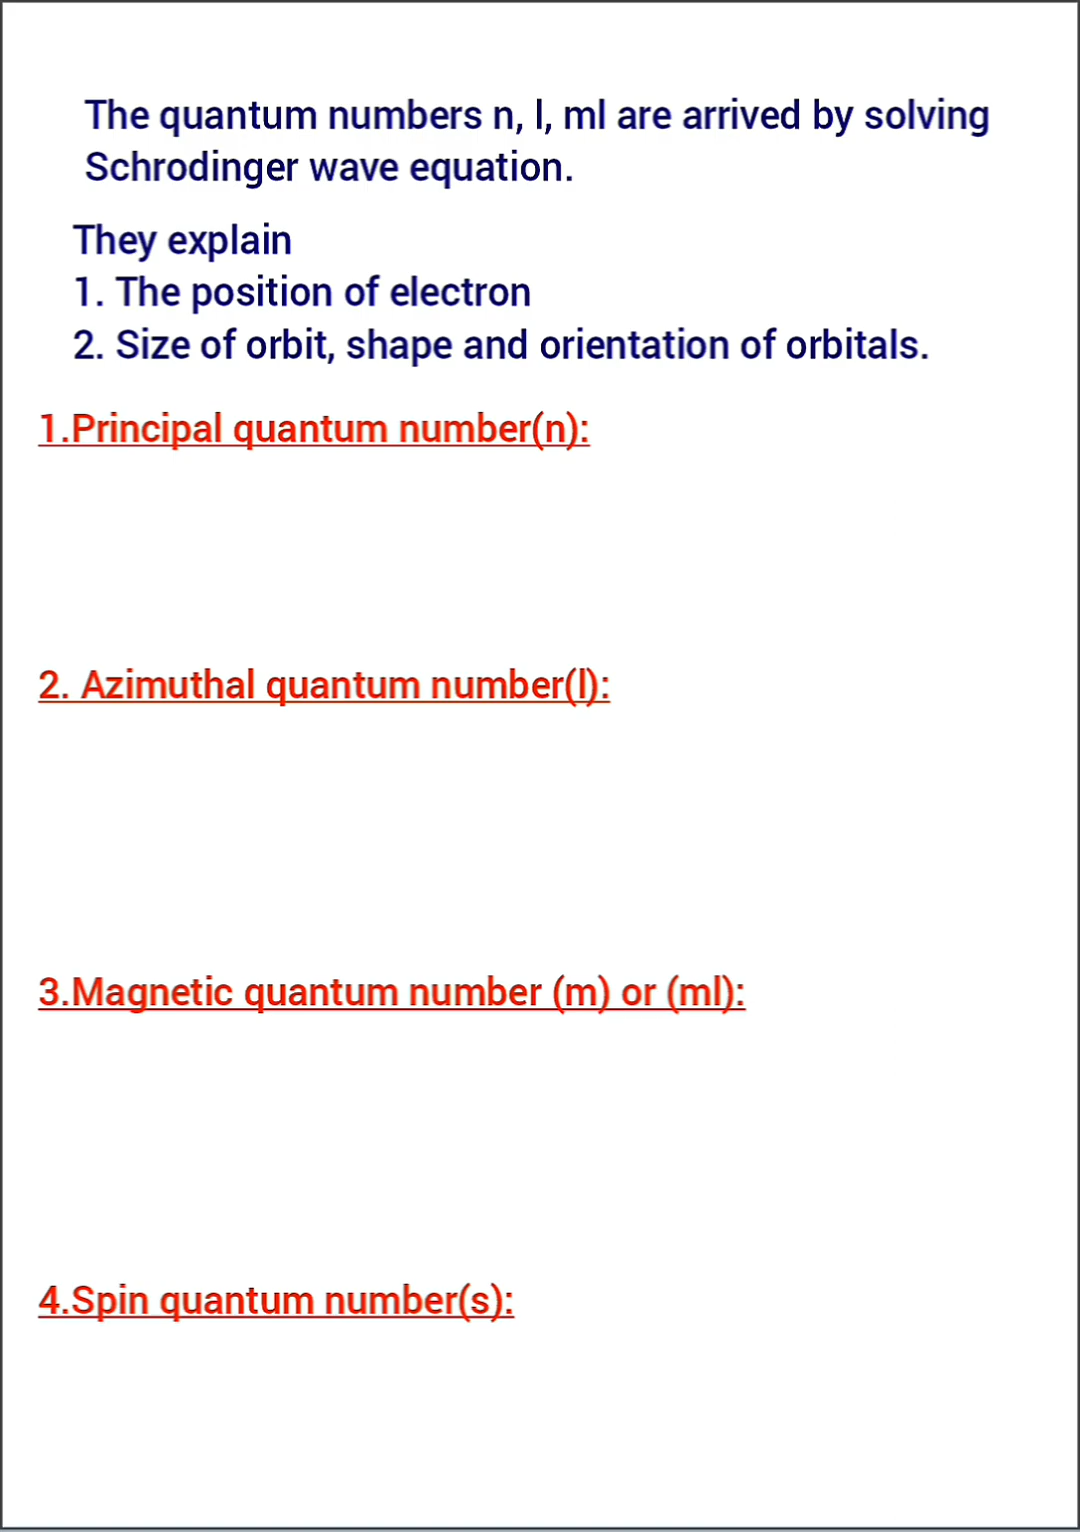 The quantum numbers n, l, ml are arrived by solving
Schrodinger wave equation.
They explain
1. The position of electron
2. Size of orbit, shape and orientation of orbitals.
1.Principal quantum number(n):
2. Azimuthal quantum number(l):
3.Magnetic quantum number (m) or (ml):
4.Spin quantum number(s):